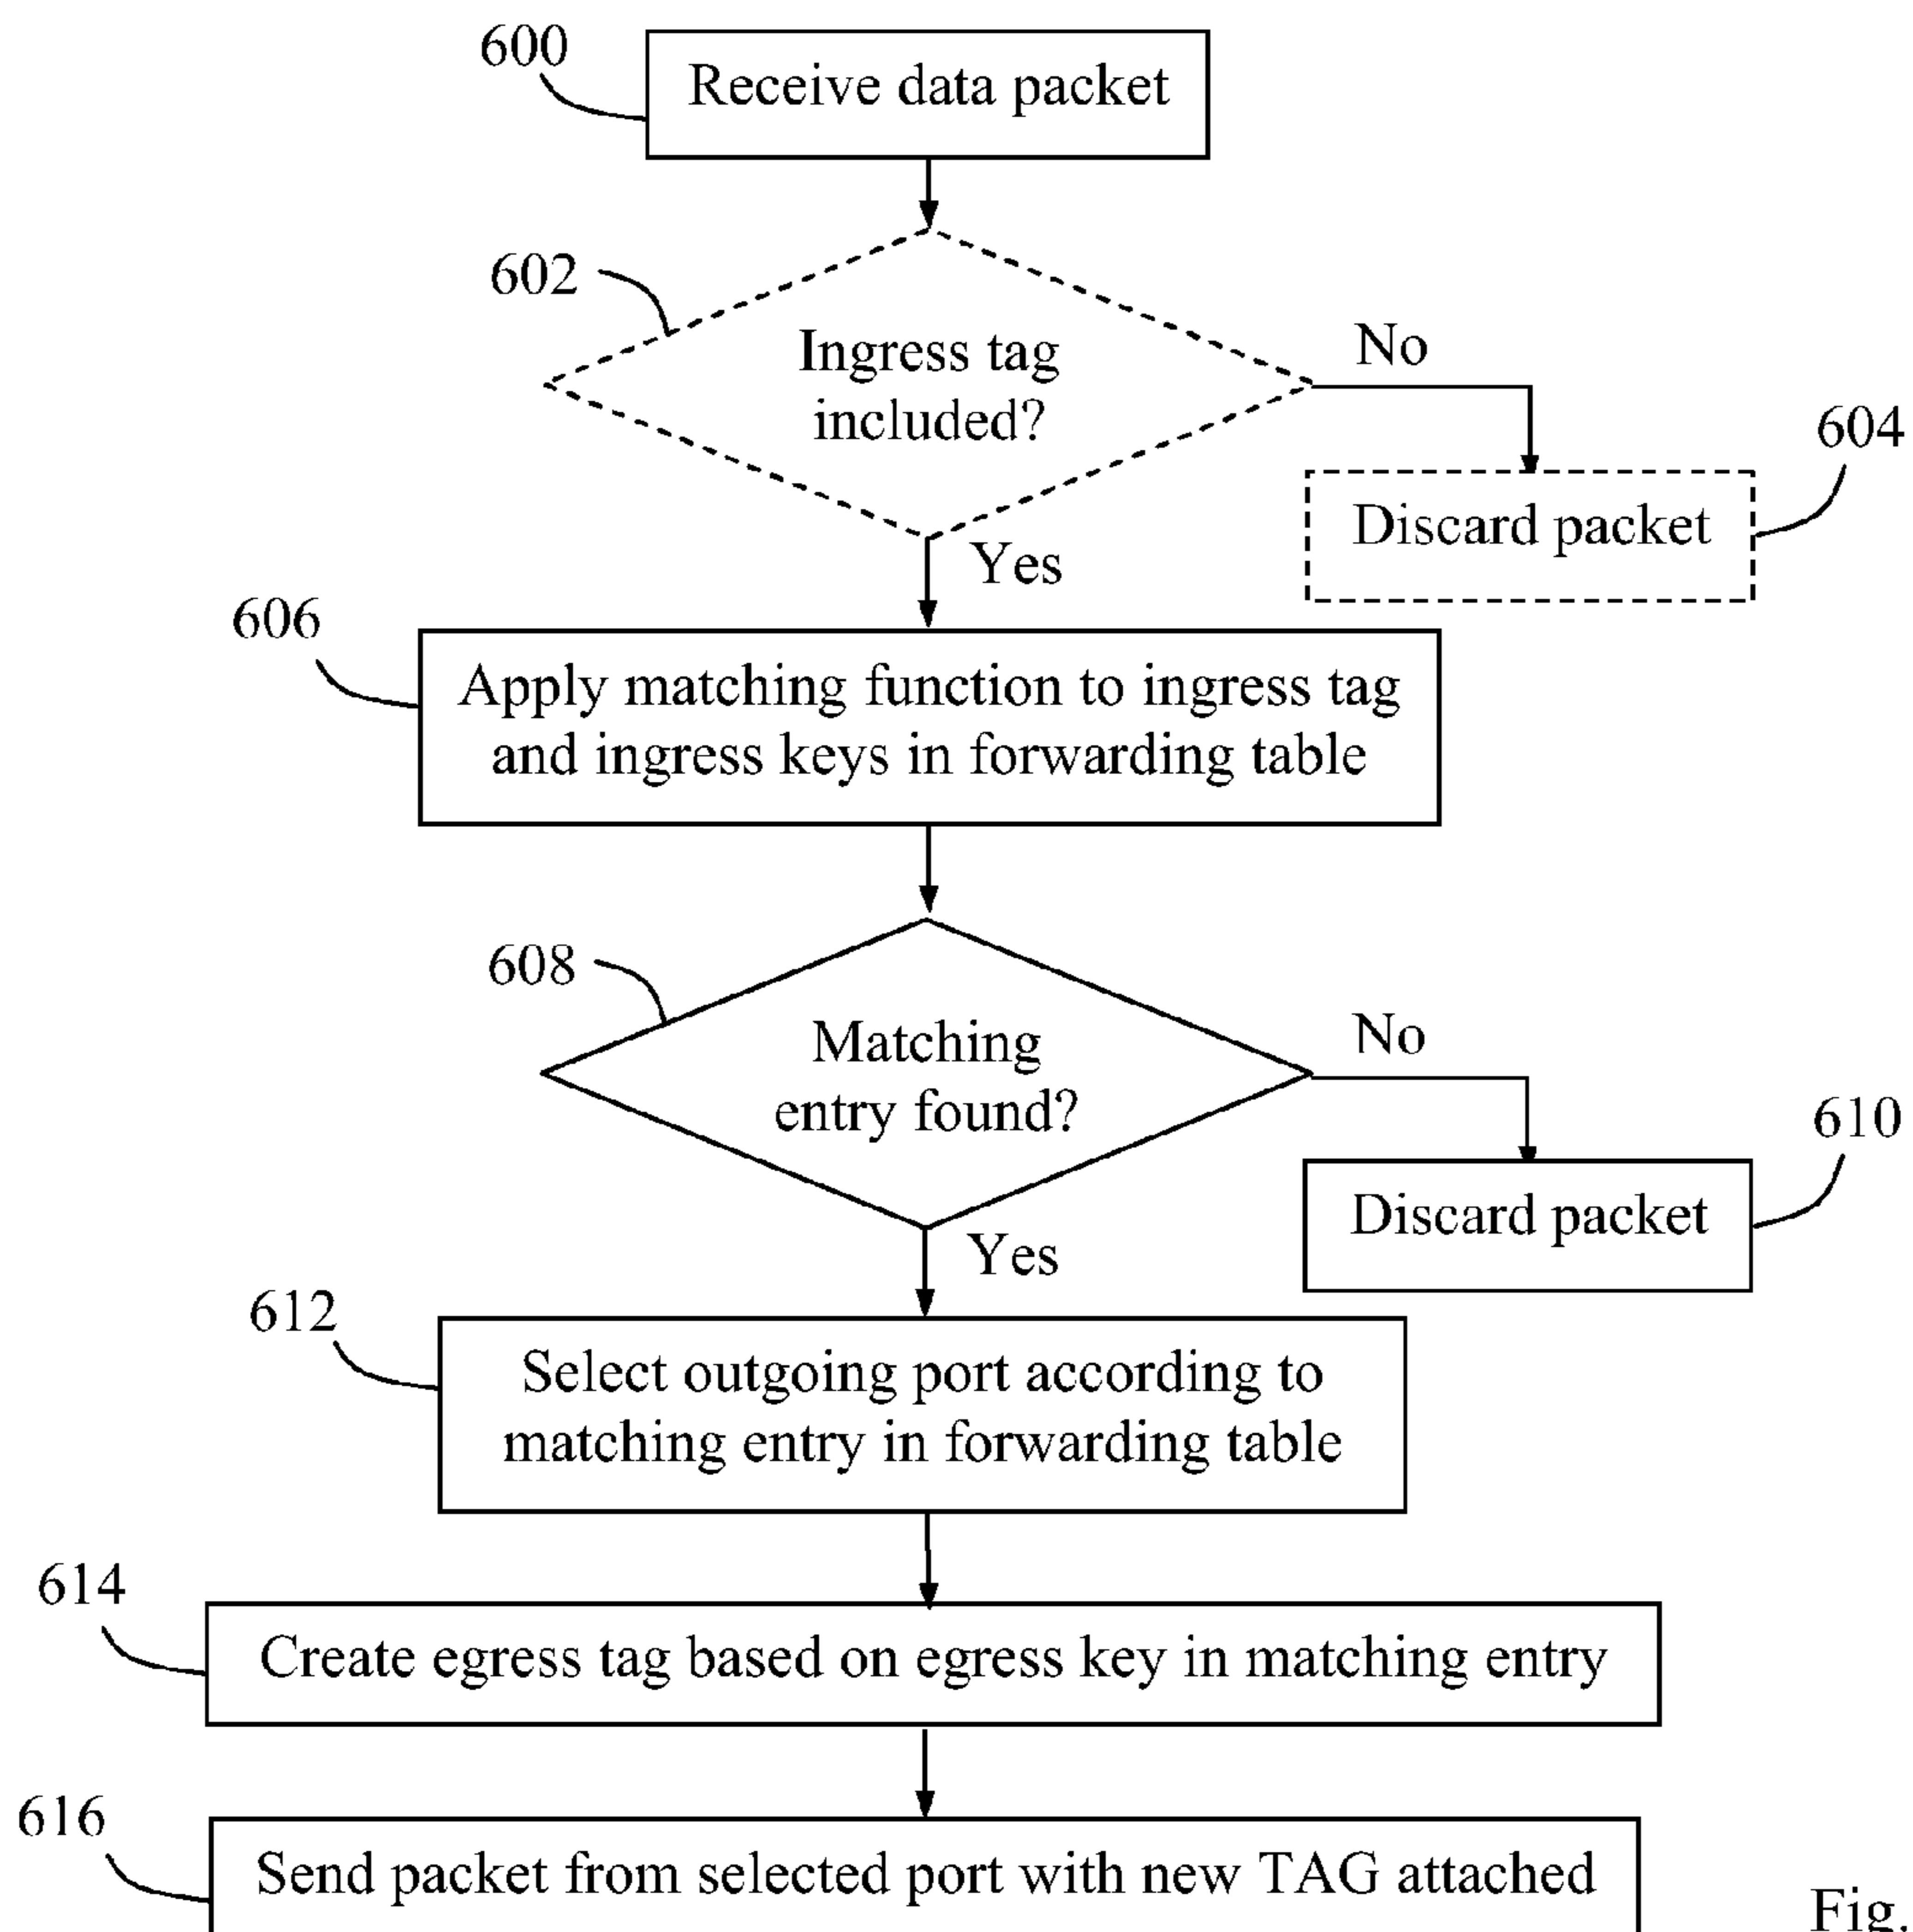 600
Receive data packet
602
Ingress tag
included?
No
604
Discard packet
Yes
606
Apply matching function to ingress tag
and ingress keys in forwarding table
608
Matching
entry found?
No
610
Discard packet
Yes
612
Select outgoing port according to
matching entry in forwarding table
614
Create egress tag based on egress key in matching entry
616
Send packet from selected port with new TAG attached
Fig.